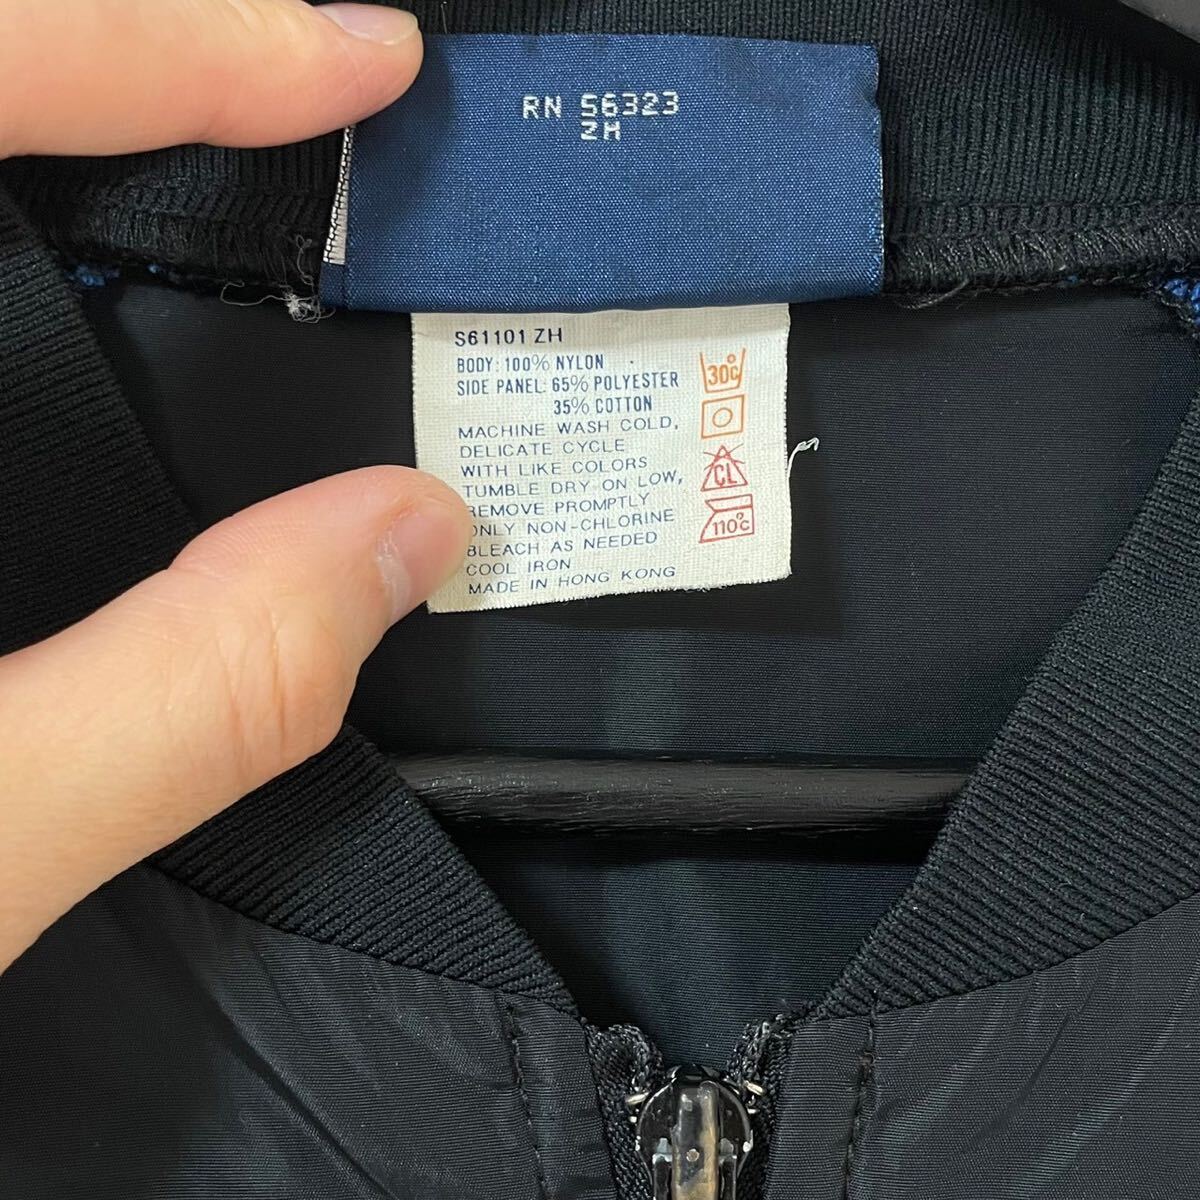 RN 56323
ZH
S61101 ZH
BODY: 100% NYLON
SIDE PANEL: 65% POLYESTER
35% COTTON
MACHINE WASH COLD,
DELICATE CYCLE
WITH LIKE COLORS
TUMBLE DRY ON LOW,
REMOVE PROMPTLY
ONLY NON-CHLORINE
BLEACH AS NEEDED
COOL IRON
MADE IN HONG KONG
30°C
CL
110°C